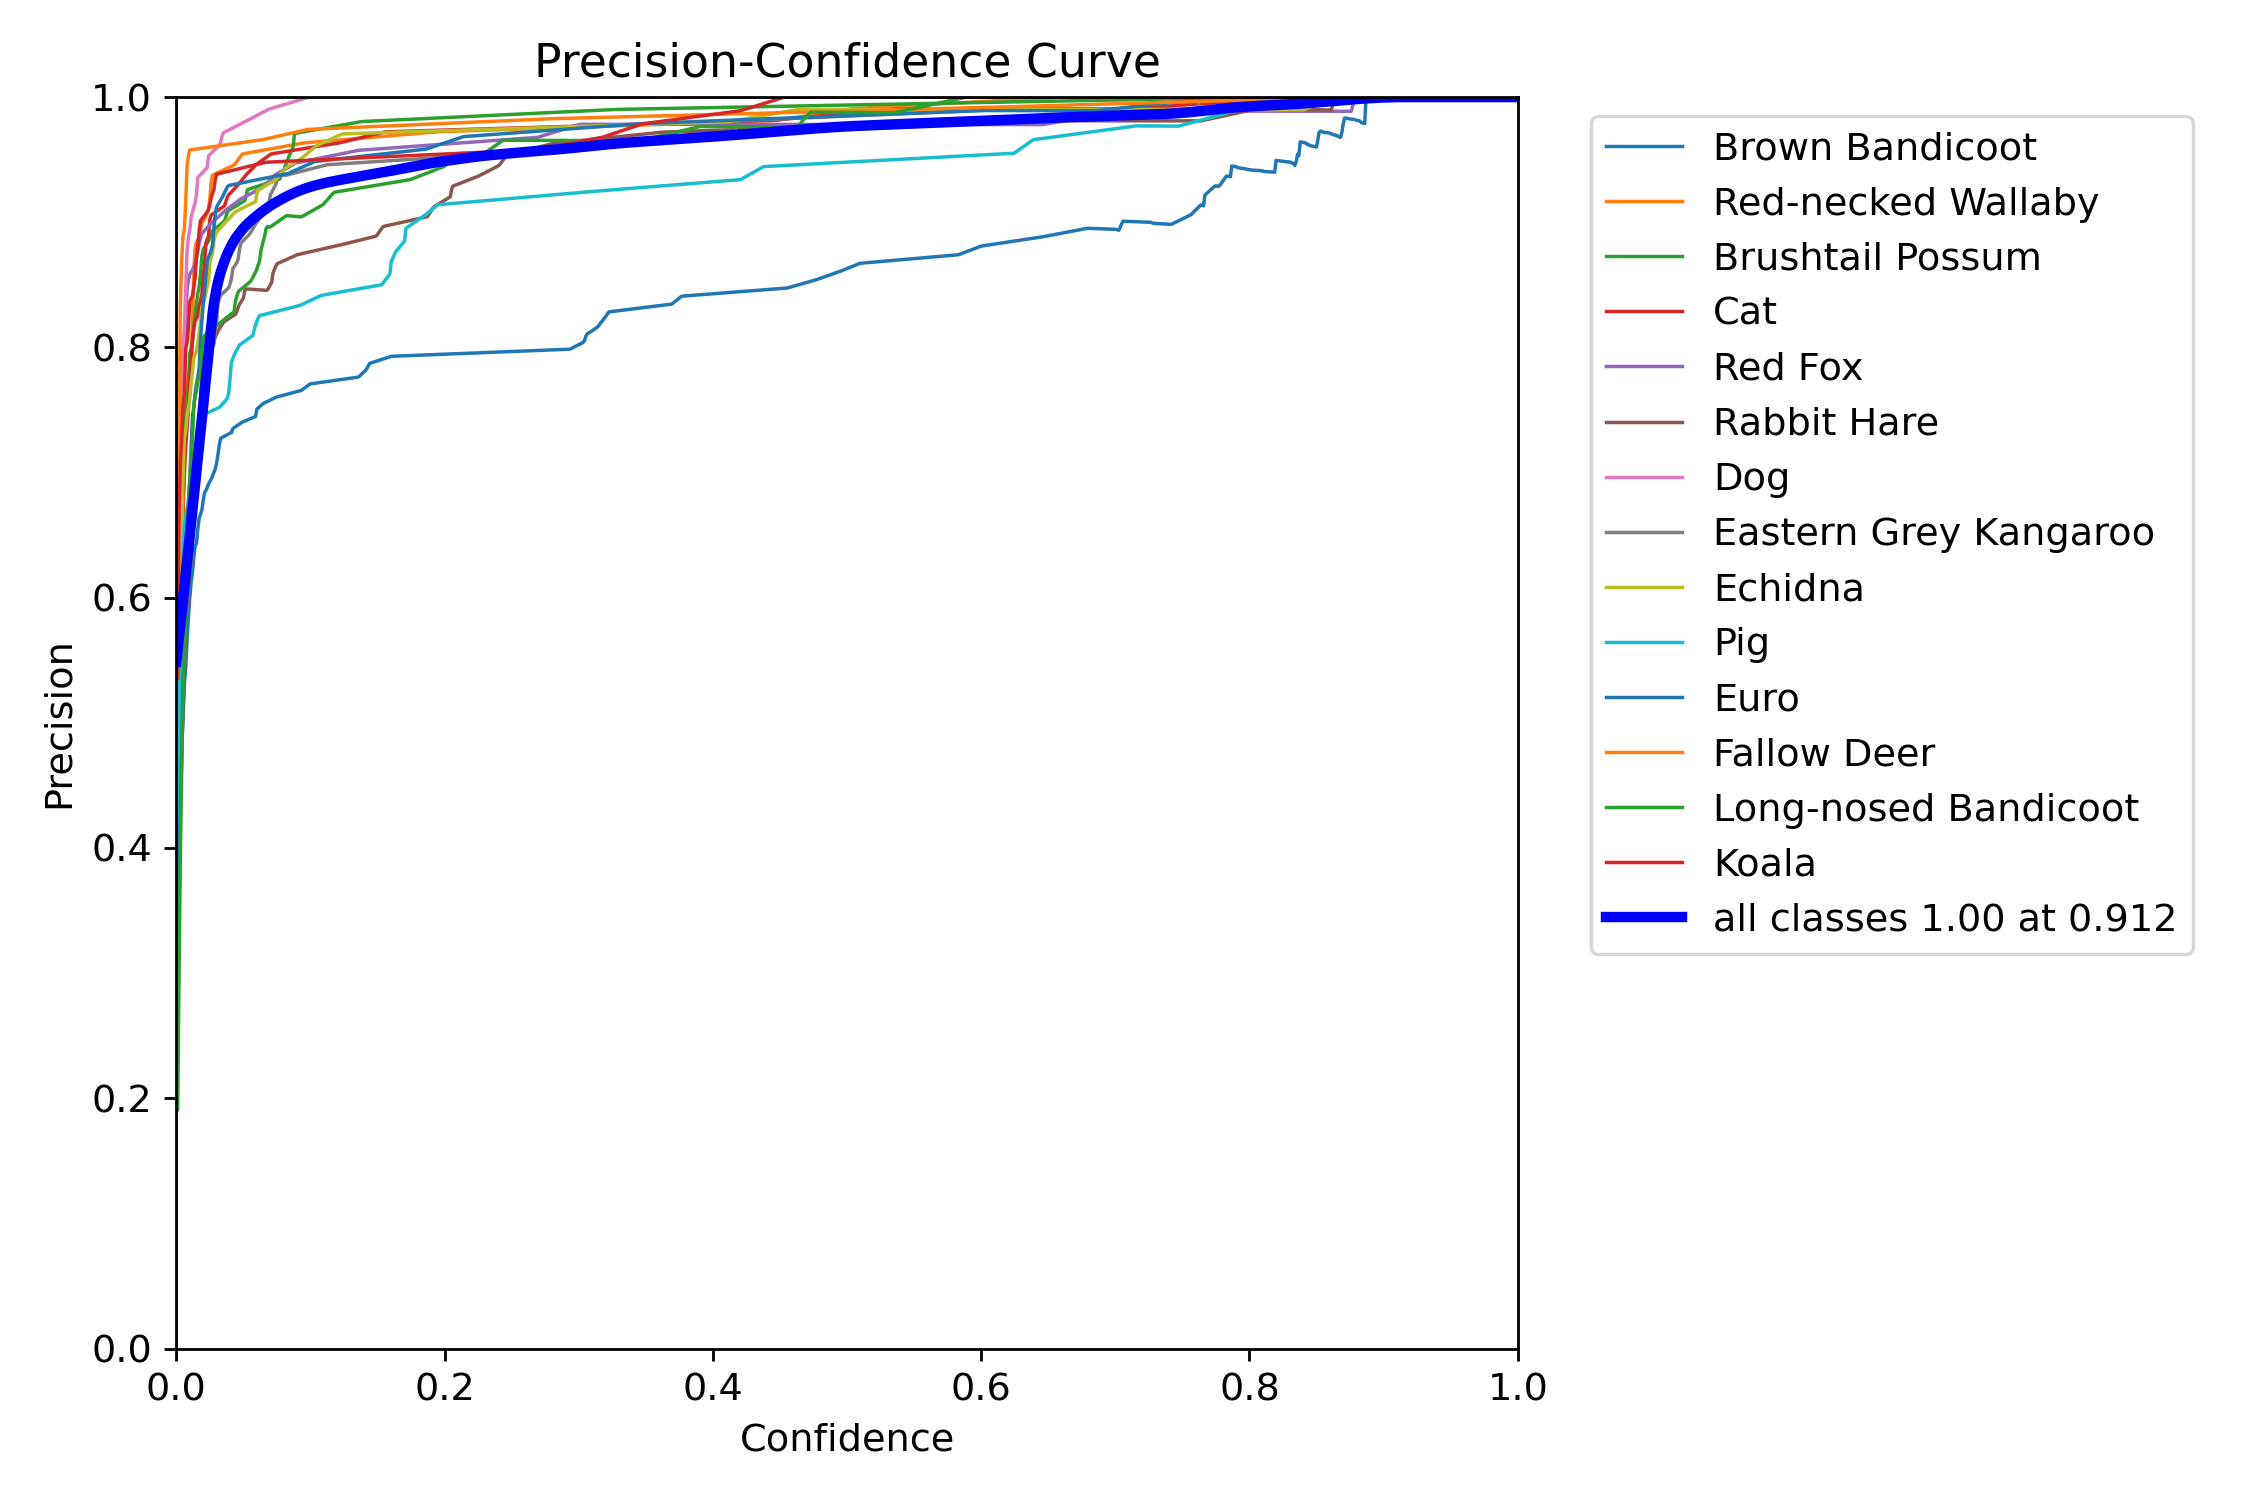 Precision-Confidence Curve
1.0
0.8
0.6
0.4
0.2
0.0
Precision
0.0 0.2 0.4 0.6 0.8 1.0
Confidence
Brown Bandicoot
Red-necked Wallaby
Brushtail Possum
Cat
Red Fox
Rabbit Hare
Dog
Eastern Grey Kangaroo
Echidna
Pig
Euro
Fallow Deer
Long-nosed Bandicoot
Koala
all classes 1.00 at 0.912